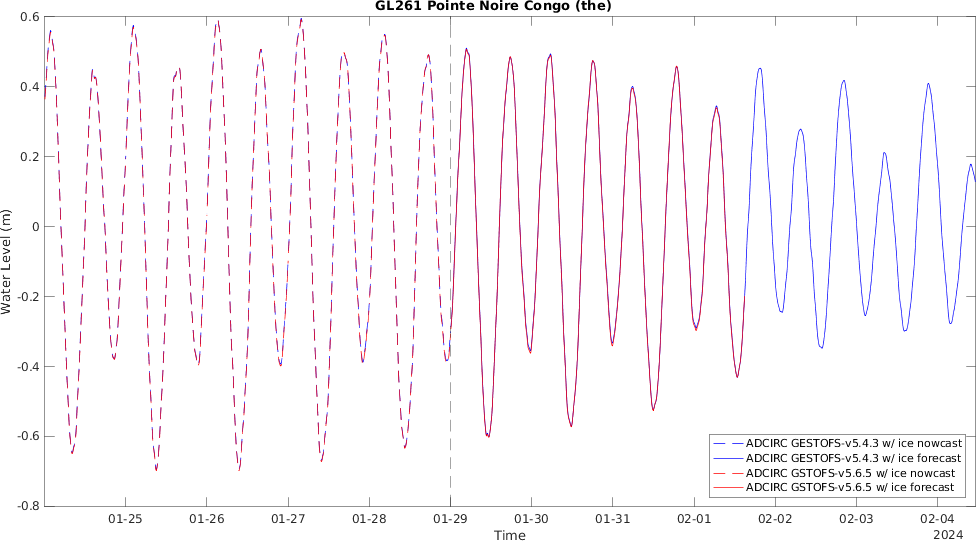 GL261 Pointe Noire Congo (the)
0.6
0.4
0.2
0
-0.2
-0.4
-0.6
-0.8
Water Level (m)
01-25 01-26 01-27 01-28 01-29 01-30 01-31 02-01 02-02 02-03 02-04
Time
2024
ADCIRC GESTOFS-v5.4.3 w/ ice nowcast
ADCIRC GESTOFS-v5.4.3 w/ ice forecast
ADCIRC GSTOFS-v5.6.5 w/ ice nowcast
ADCIRC GSTOFS-v5.6.5 w/ ice forecast